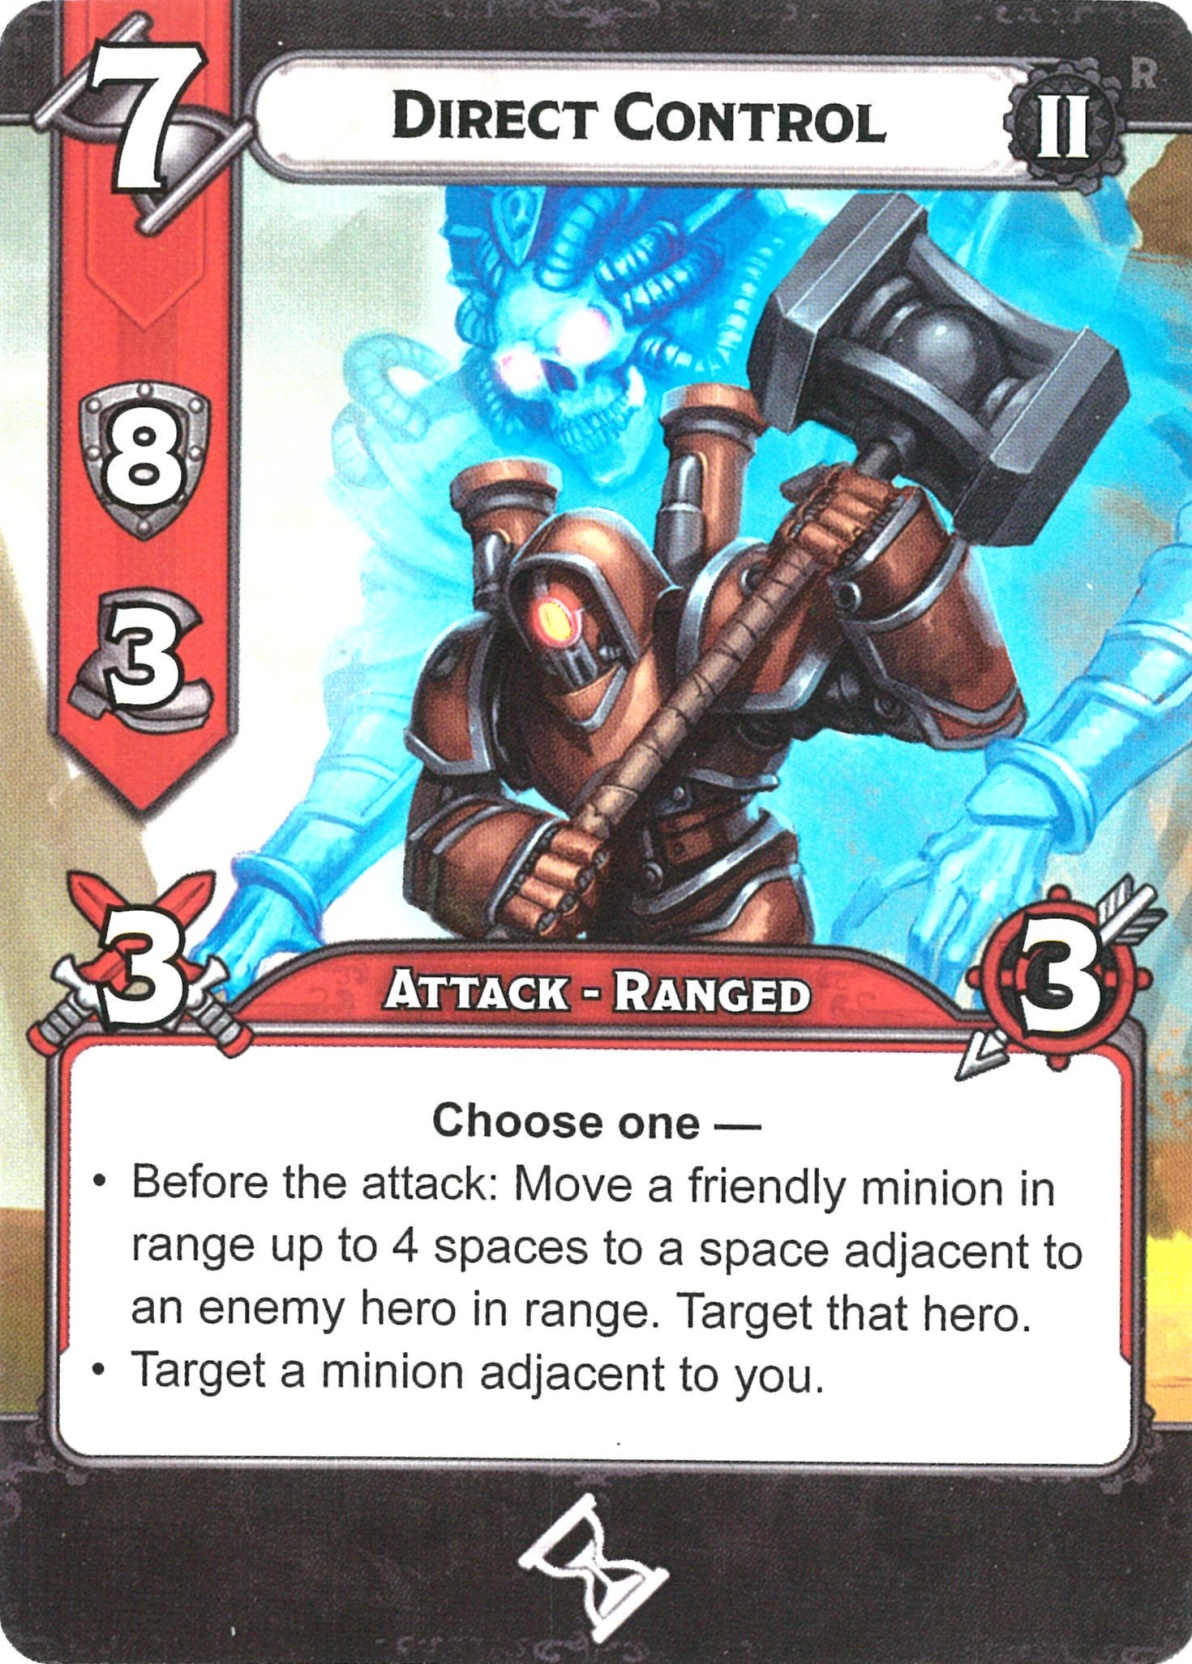 7
DIRECT CONTROL
II
R
8
3
3
ATTACK - RANGED
3
Choose one —
• Before the attack: Move a friendly minion in
range up to 4 spaces to a space adjacent to
an enemy hero in range. Target that hero.
• Target a minion adjacent to you.